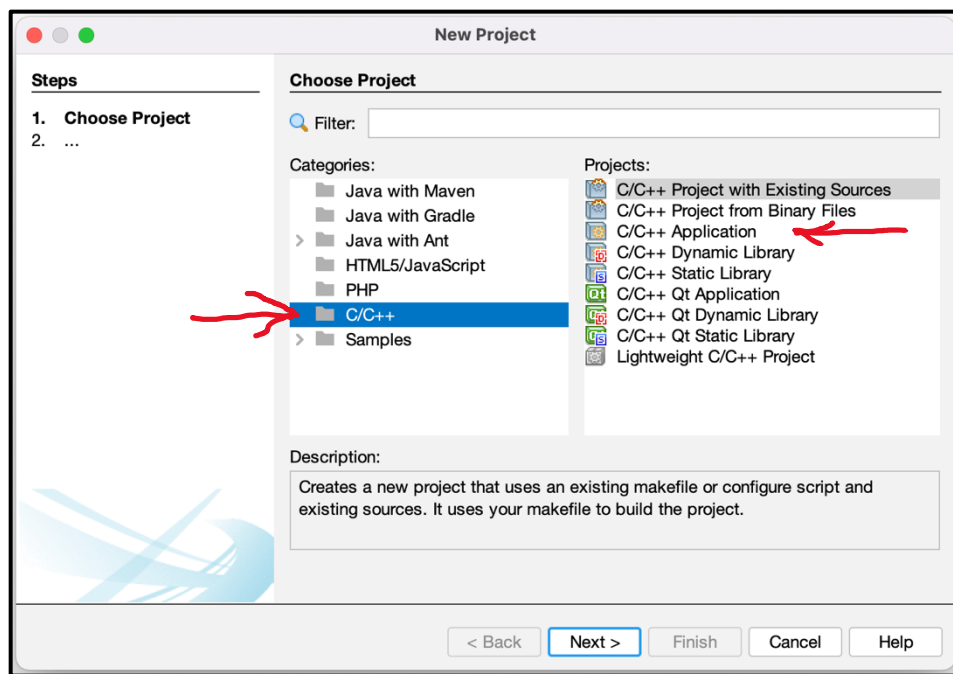 New Project
Steps
1. Choose Project
2. ...
Choose Project
Filter:
Categories:
Java with Maven
Java with Gradle
Java with Ant
HTML5/JavaScript
PHP
C/C++
Samples
Projects:
C/C++ Project with Existing Sources
C/C++ Project from Binary Files
C/C++ Application
C/C++ Dynamic Library
C/C++ Static Library
C/C++ Qt Application
C/C++ Qt Dynamic Library
C/C++ Qt Static Library
Lightweight C/C++ Project
Description:
Creates a new project that uses an existing makefile or configure script and
existing sources. It uses your makefile to build the project.
< Back Next > Finish Cancel Help